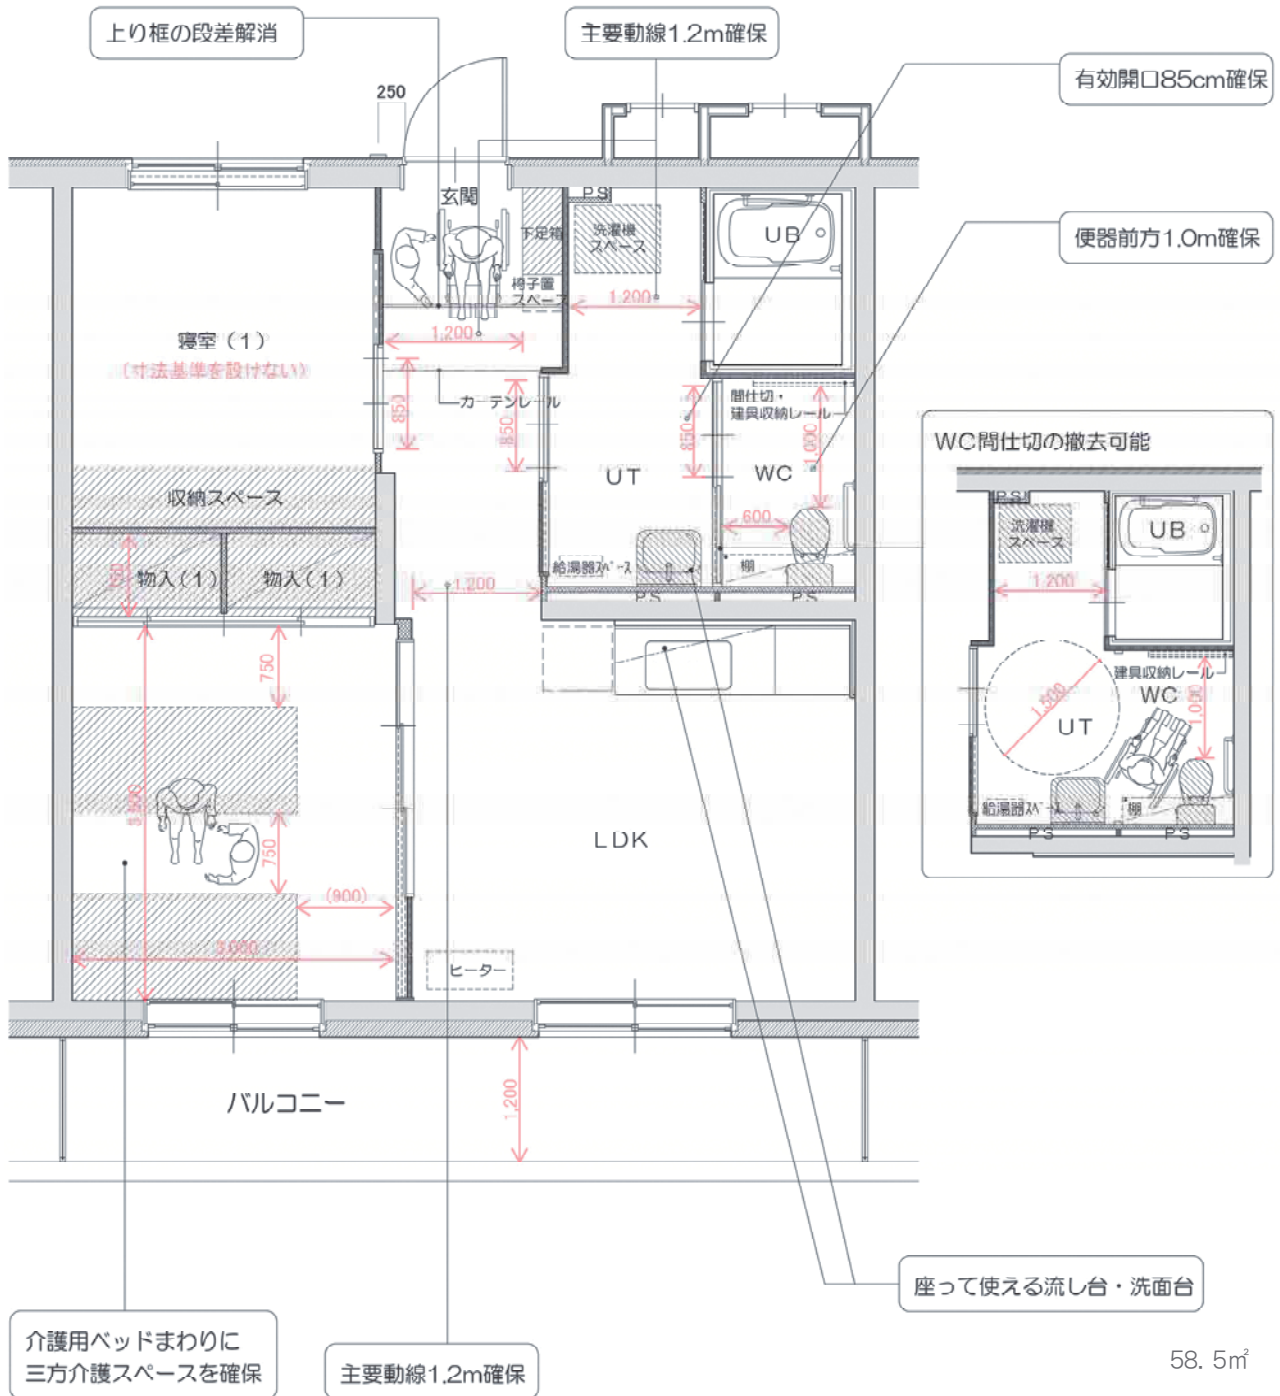 上り框の段差解消
主要動線1.2m確保
有効開口85cm確保
250
玄関
PS
洗濯機
スペース
下足箱
UB
便器前方1.0m確保
椅子置
スペース
1,200
1,200
寝室（1）
（寸法基準を設けない）
カーテンレール
850
850
850
間仕切・
建具収納レール
1,000
WC
UT
600
収納スペース
物入（1）
物入（1）
1,200
給湯器スペース
棚
PS
PS
WC間仕切の撤去可能
PS
洗濯機
スペース
UB
1,200
建具収納レール
WC
1,000
1,500
UT
給湯器スペース
棚
PS
PS
750
750
(900)
3,000
LDK
ヒーター
バルコニー
1,200
座って使える流し台・洗面台
介護用ベッドまわりに
三方介護スペースを確保
主要動線1.2m確保
58.5㎡